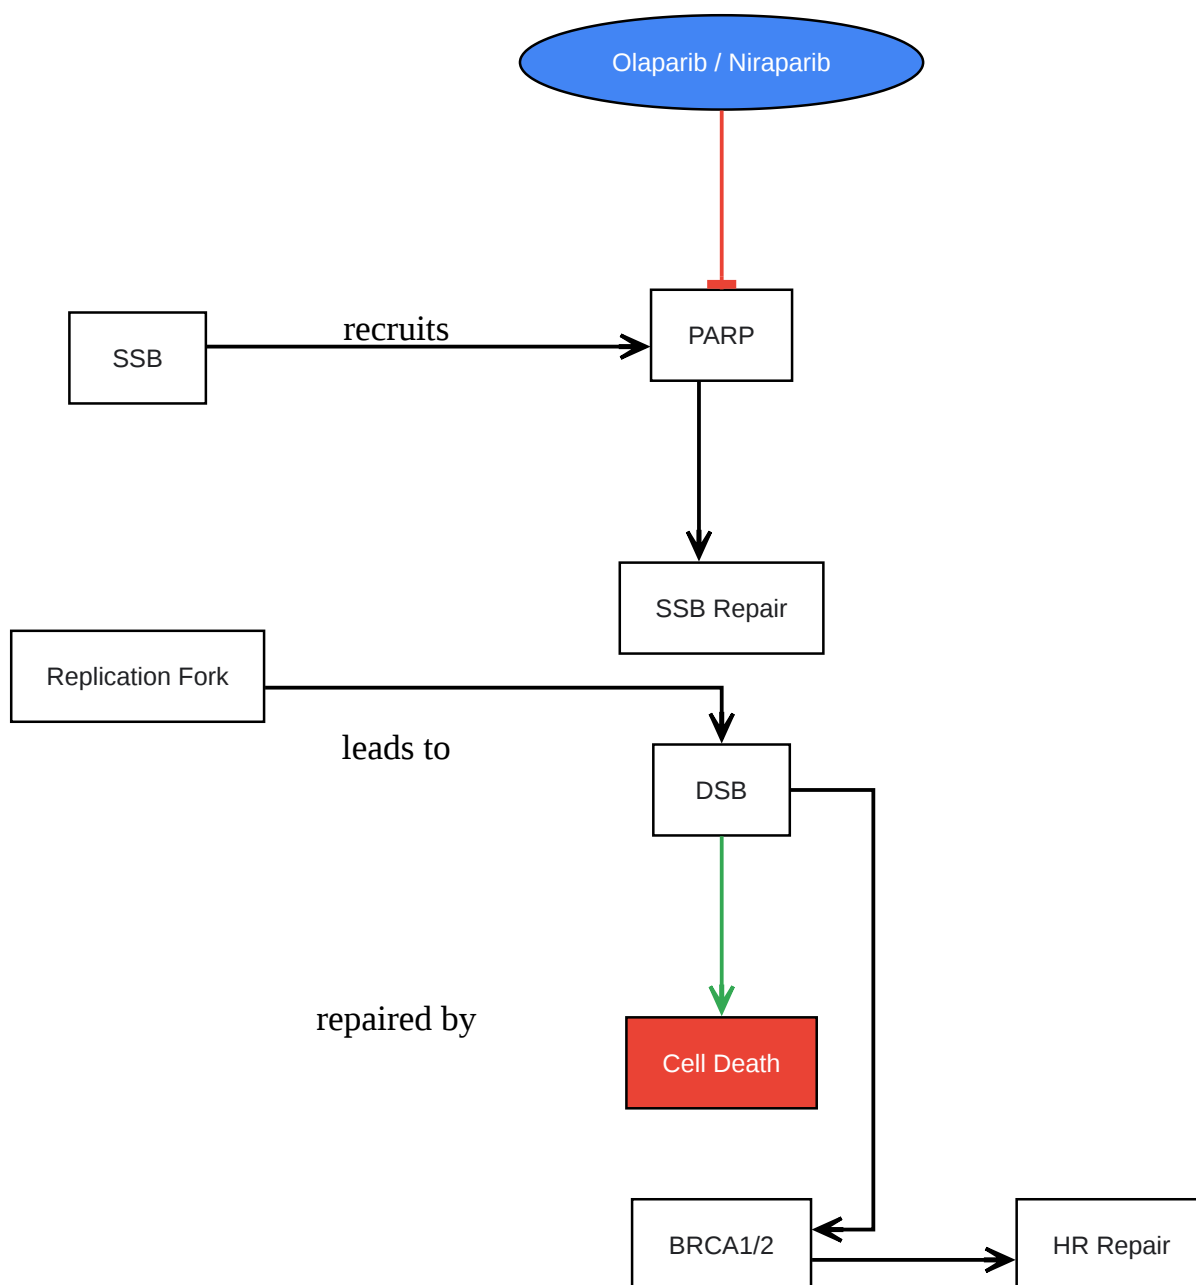 Olaparib / Niraparib
recruits
PARP
SSB
SSB Repair
Replication Fork
leads to
DSB
repaired by
Cell Death
BRCA1/2
HR Repair